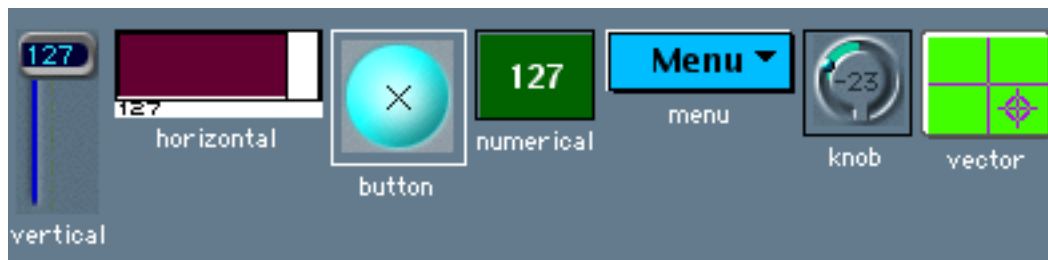 127
vertical
127
horizontal
button
127
numerical
Menu
menu
-23
knob
vector